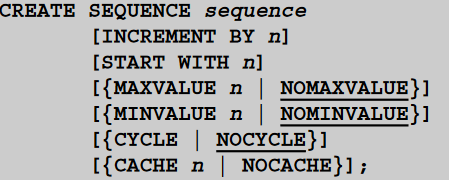 CREATE SEQUENCE sequence
[INCREMENT BY n]
[START WITH n]
[{MAXVALUE n | NOMAXVALUE}]
[{MINVALUE n | NOMINVALUE}]
[{CYCLE | NOCYCLE}]
[{CACHE n | NOCACHE}];